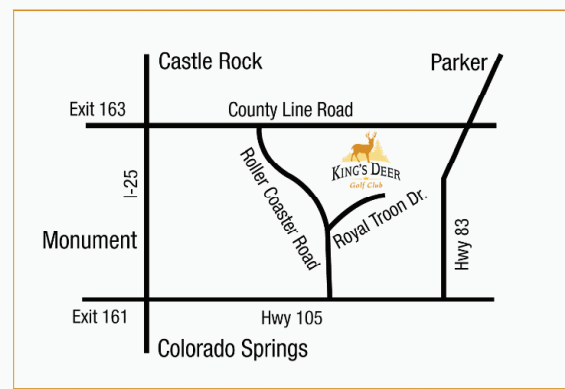 Castle Rock
Parker
Exit 163
County Line Road
KING'S DEER
Golf Club
Roller Coaster Road
Royal Troon Dr.
I-25
Hwy 83
Monument
Exit 161
Hwy 105
Colorado Springs